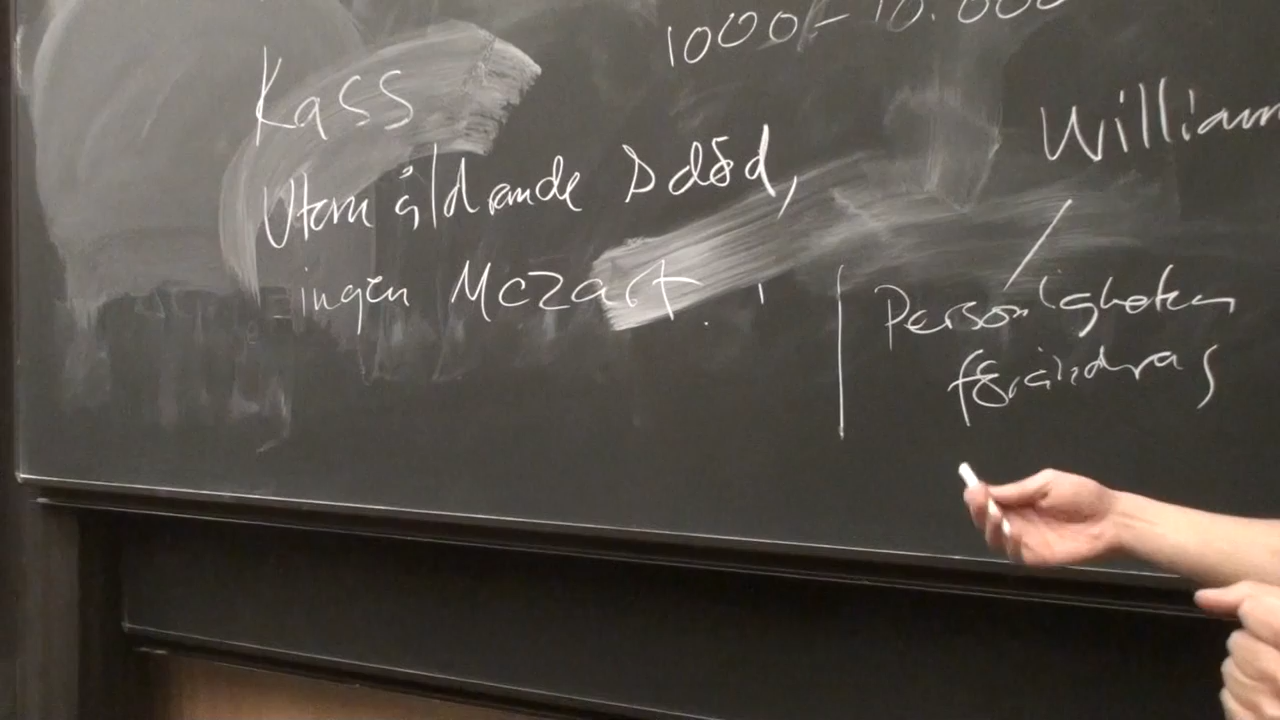 1000 - 10.000
Kass
William
Utan åldrande & död,
ingen Mozart.
Personligheten
förändras